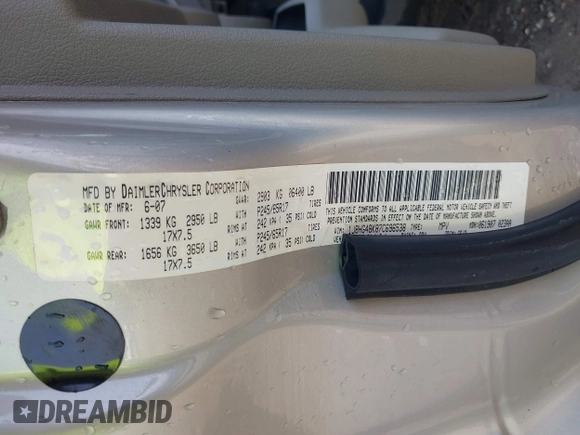 MFD BY DAIMLERCHRYSLER CORPORATION
DATE OF MFR: 6-07 GVWR: 2903 KG 06400 LB
GAWR FRONT: 1339 KG 2950 LB WITH P245/65R17 TIRES
17X7.5 RIMS AT 242 KPA ( 35 PSI) COLD
GAWR REAR: 1656 KG 3650 LB WITH P245/65R17 TIRES
17X7.5 RIMS AT 242 KPA ( 35 PSI) COLD
THIS VEHICLE CONFORMS TO ALL APPLICABLE FEDERAL MOTOR VEHICLE SAFETY AND THEFT
PREVENTION STANDARDS IN EFFECT ON THE DATE OF MANUFACTURE SHOWN ABOVE.
VIN: TYPE: MPV MDH: 061907
DREAMBID